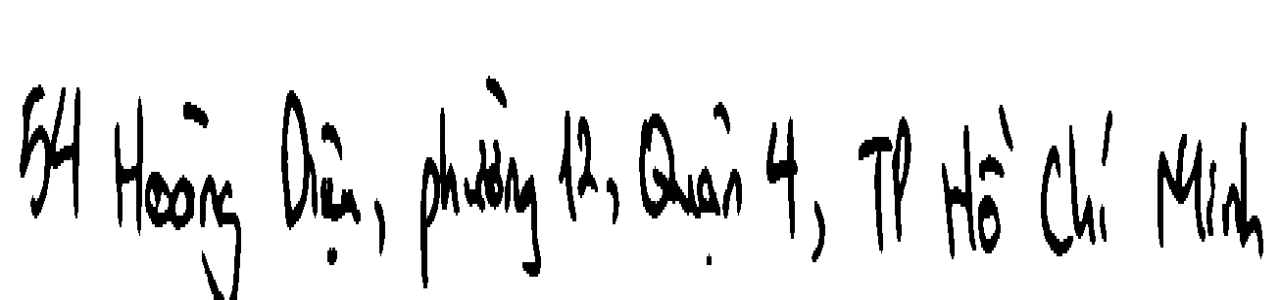 54 Hoàng Diệu, phường 12, Quận 4, TP Hồ Chí Minh